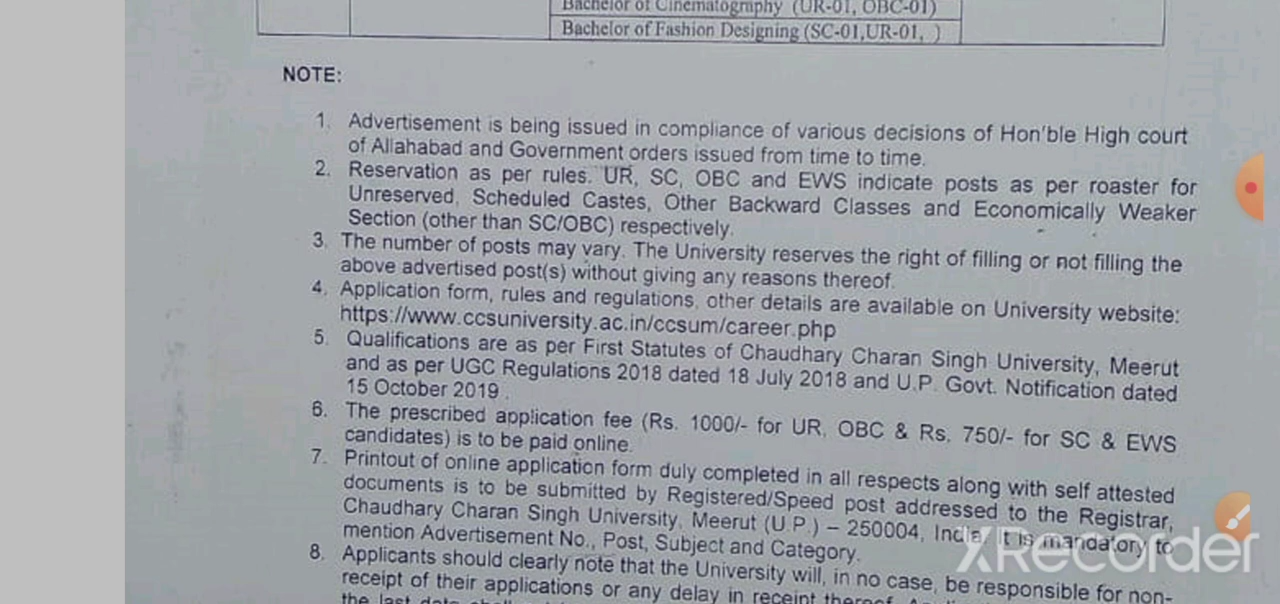 Bachelor of Cinematography (UR-01, OBC-01)
Bachelor of Fashion Designing (SC-01,UR-01, )
NOTE:
1. Advertisement is being issued in compliance of various decisions of Hon'ble High court
of Allahabad and Government orders issued from time to time.
2. Reservation as per rules. UR, SC, OBC and EWS indicate posts as per roaster for
Unreserved, Scheduled Castes, Other Backward Classes and Economically Weaker
Section (other than SC/OBC) respectively.
3. The number of posts may vary. The University reserves the right of filling or not filling the
above advertised post(s) without giving any reasons thereof.
4. Application form, rules and regulations, other details are available on University website:
https://www.ccsuniversity.ac.in/ccsum/career.php
5. Qualifications are as per First Statutes of Chaudhary Charan Singh University, Meerut
and as per UGC Regulations 2018 dated 18 July 2018 and U.P. Govt. Notification dated
15 October 2019.
6. The prescribed application fee (Rs. 1000/- for UR, OBC & Rs. 750/- for SC & EWS
candidates) is to be paid online.
7. Printout of online application form duly completed in all respects along with self attested
documents is to be submitted by Registered/Speed post addressed to the Registrar,
Chaudhary Charan Singh University, Meerut (U.P.) – 250004, India. It is mandatory to
mention Advertisement No., Post, Subject and Category.
XRecorder
8. Applicants should clearly note that the University will, in no case, be responsible for non-
receipt of their applications or any delay in receipt thereof.
the last date